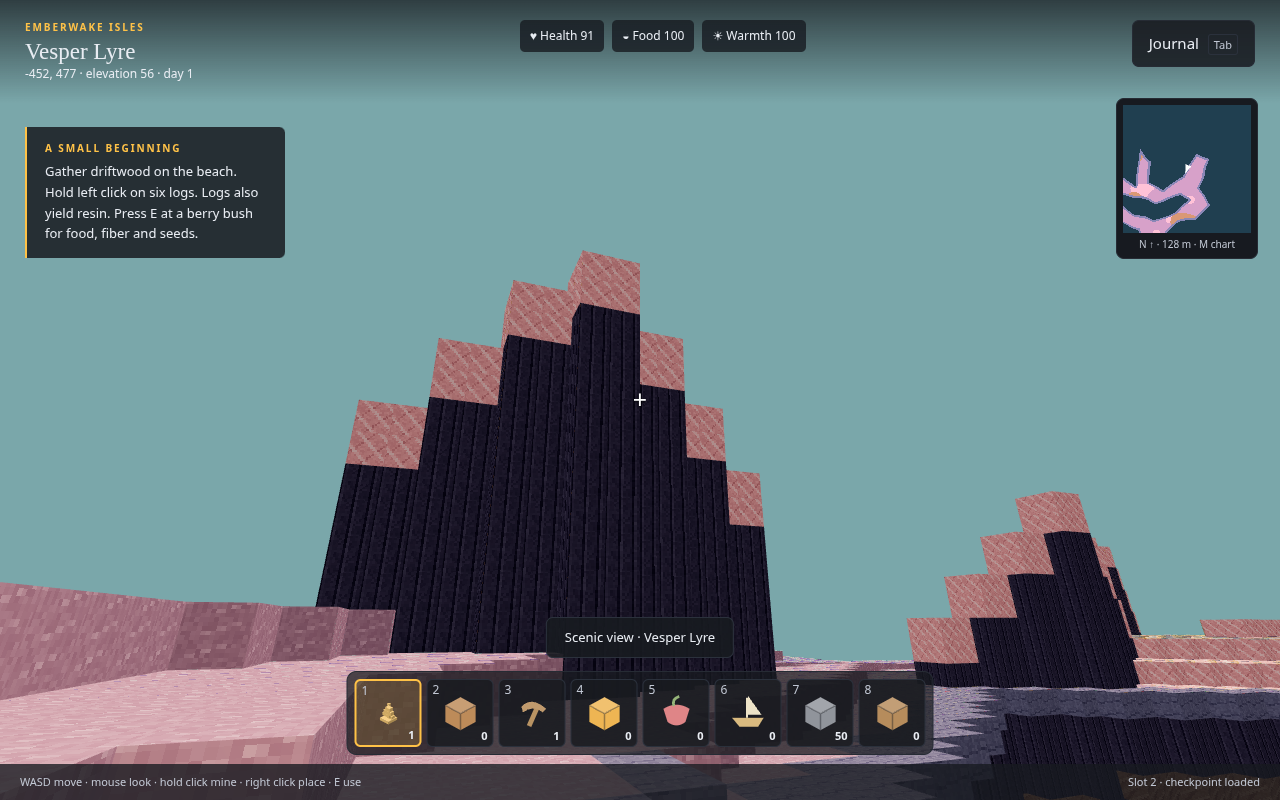 EMBERWAKE ISLES
Vesper Lyre
-452, 477 · elevation 56 · day 1
♥ Health 91
Food 100
☀ Warmth 100
Journal Tab
A SMALL BEGINNING
Gather driftwood on the beach.
Hold left click on six logs. Logs also
yield resin. Press E at a berry bush
for food, fiber and seeds.
N ↑ · 128 m · M chart
Scenic view · Vesper Lyre
1 2 3 4 5 6 7 8
1 0 1 0 0 0 50 0
WASD move · mouse look · hold click mine · right click place · E use
Slot 2 · checkpoint loaded